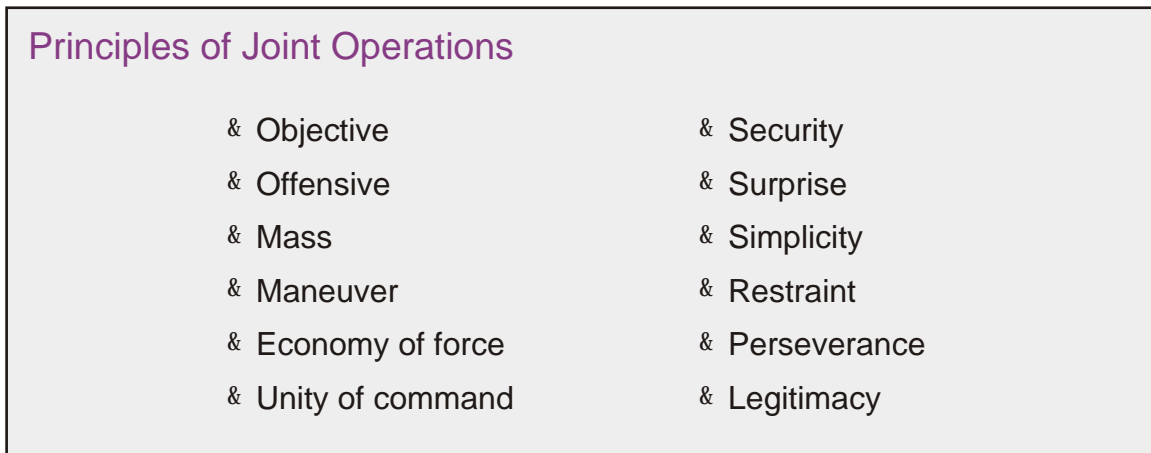 Principles of Joint Operations
& Objective
& Offensive
& Mass
& Maneuver
& Economy of force
& Unity of command
& Security
& Surprise
& Simplicity
& Restraint
& Perseverance
& Legitimacy